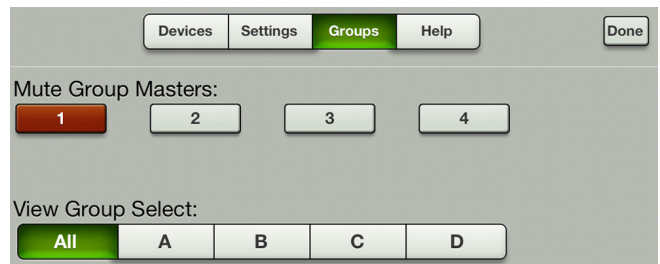 Devices Settings Groups Help Done
Mute Group Masters:
1 2 3 4
View Group Select:
All A B C D